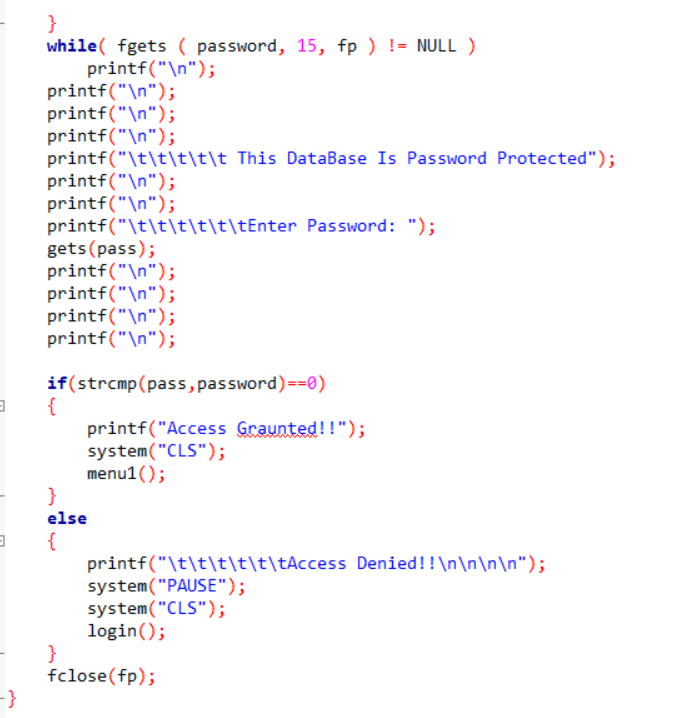 }
while( fgets ( password, 15, fp ) != NULL )
printf("\n");
printf("\n");
printf("\n");
printf("\n");
printf("\t\t\t\t\t This DataBase Is Password Protected");
printf("\n");
printf("\n");
printf("\t\t\t\t\t\tEnter Password: ");
gets(pass);
printf("\n");
printf("\n");
printf("\n");
printf("\n");
if(strcmp(pass,password)==0)
{
printf("Access Graunted!!");
system("CLS");
menu1();
}
else
{
printf("\t\t\t\t\t\tAccess Denied!!\n\n\n\n");
system("PAUSE");
system("CLS");
login();
}
fclose(fp);
}